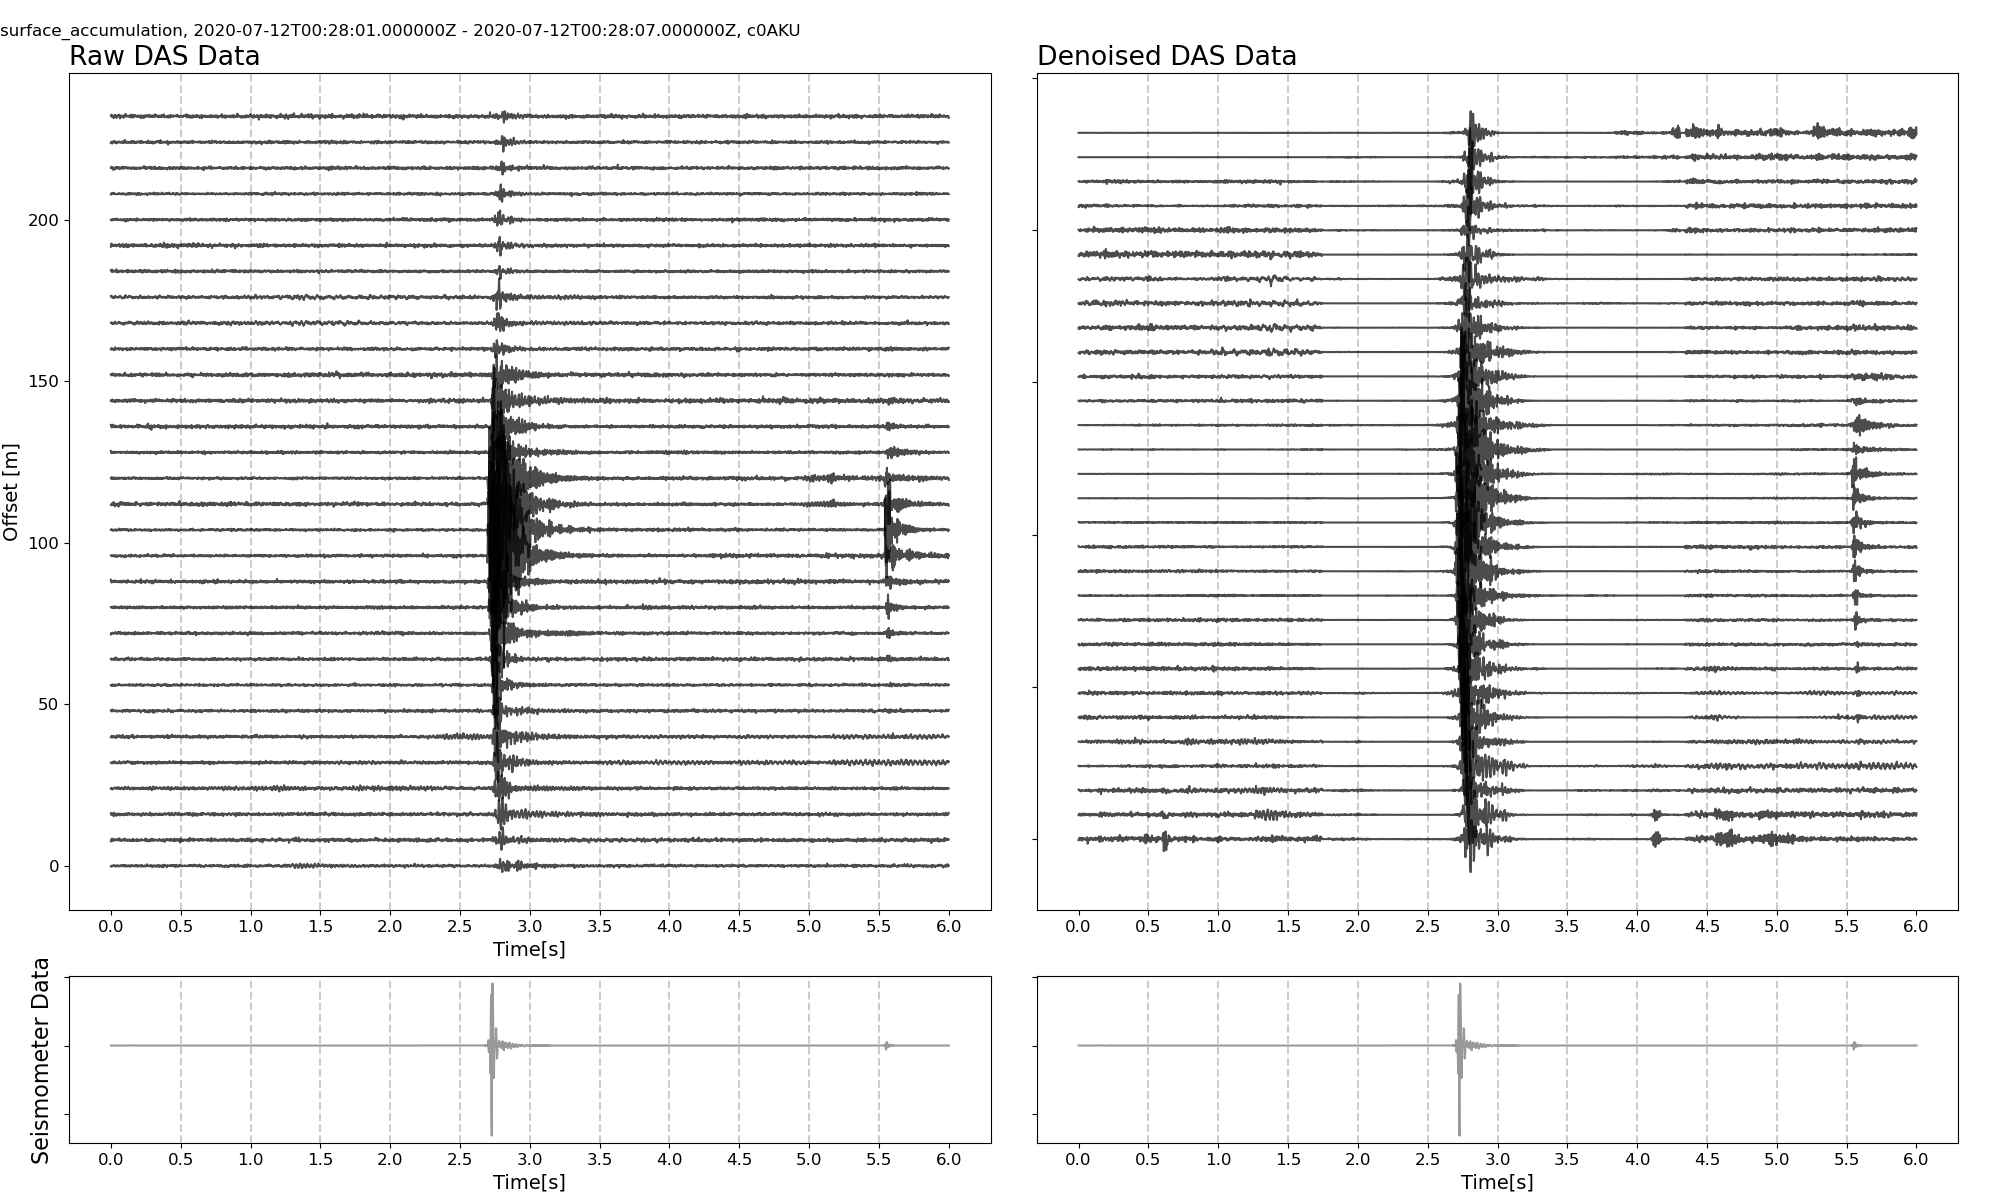 surface_accumulation, 2020-07-12T00:28:01.000000Z - 2020-07-12T00:28:07.000000Z, c0AKU
Raw DAS Data
Denoised DAS Data
Offset [m]
200
150
100
50
0
0.0 0.5 1.0 1.5 2.0 2.5 3.0 3.5 4.0 4.5 5.0 5.5 6.0
Time[s]
0.0 0.5 1.0 1.5 2.0 2.5 3.0 3.5 4.0 4.5 5.0 5.5 6.0
Seismometer Data
0.0 0.5 1.0 1.5 2.0 2.5 3.0 3.5 4.0 4.5 5.0 5.5 6.0
Time[s]
0.0 0.5 1.0 1.5 2.0 2.5 3.0 3.5 4.0 4.5 5.0 5.5 6.0
Time[s]